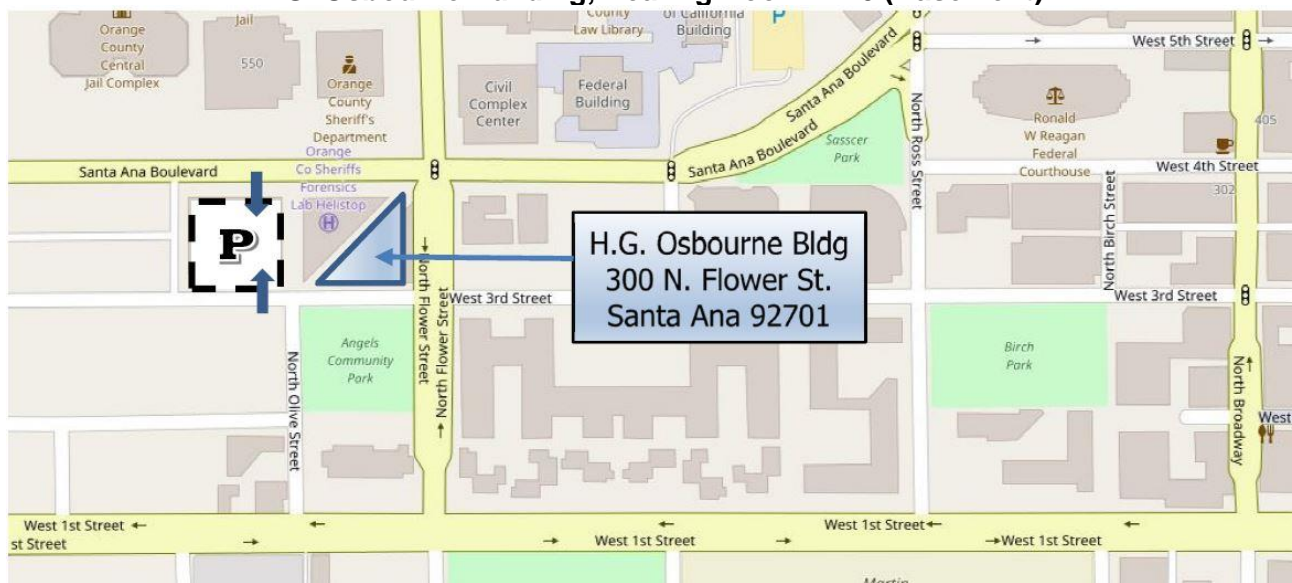 Orange
County
Central
Jail Complex
Jail
550
Orange
County
Sheriff's
Department
County
Law Library
of California
Building
P
Civil
Complex
Center
Federal
Building
Santa Ana Boulevard
Santa Ana Boulevard
Sasscer
Park
North Ross Street
West 5th Street
Ronald
W Reagan
Federal
Courthouse
405
West 4th Street
302
North Birch Street
Santa Ana Boulevard
Santa Ana Boulevard
Orange
Co Sheriffs
Forensics
Lab Helistop
H
P
H.G. Osbourne Bldg
300 N. Flower St.
Santa Ana 92701
North Flower Street
North Flower Street
West 3rd Street
West 3rd Street
Angels
Community
Park
North Olive Street
Birch
Park
North Broadway
West
West 1st Street
st Street
West 1st Street
West 1st Street
West 1st Street